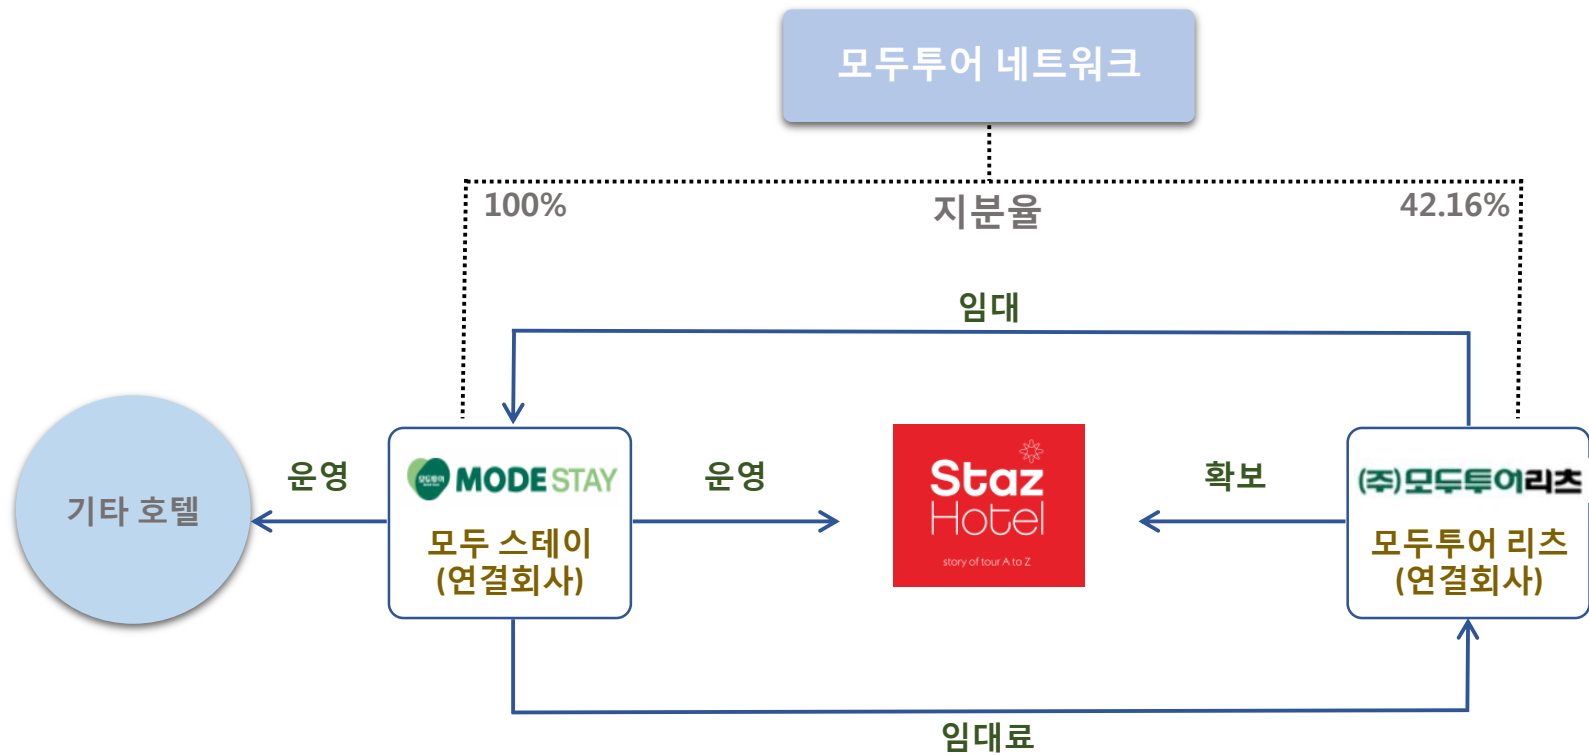 모두투어 네트워크
100%
지분율
42.16%
임대
기타 호텔
운영
MODE STAY
모두 스테이
(연결회사)
운영
Staz
Hotel
story of tour A to Z
확보
(주)모두투어리츠
모두투어 리츠
(연결회사)
임대료